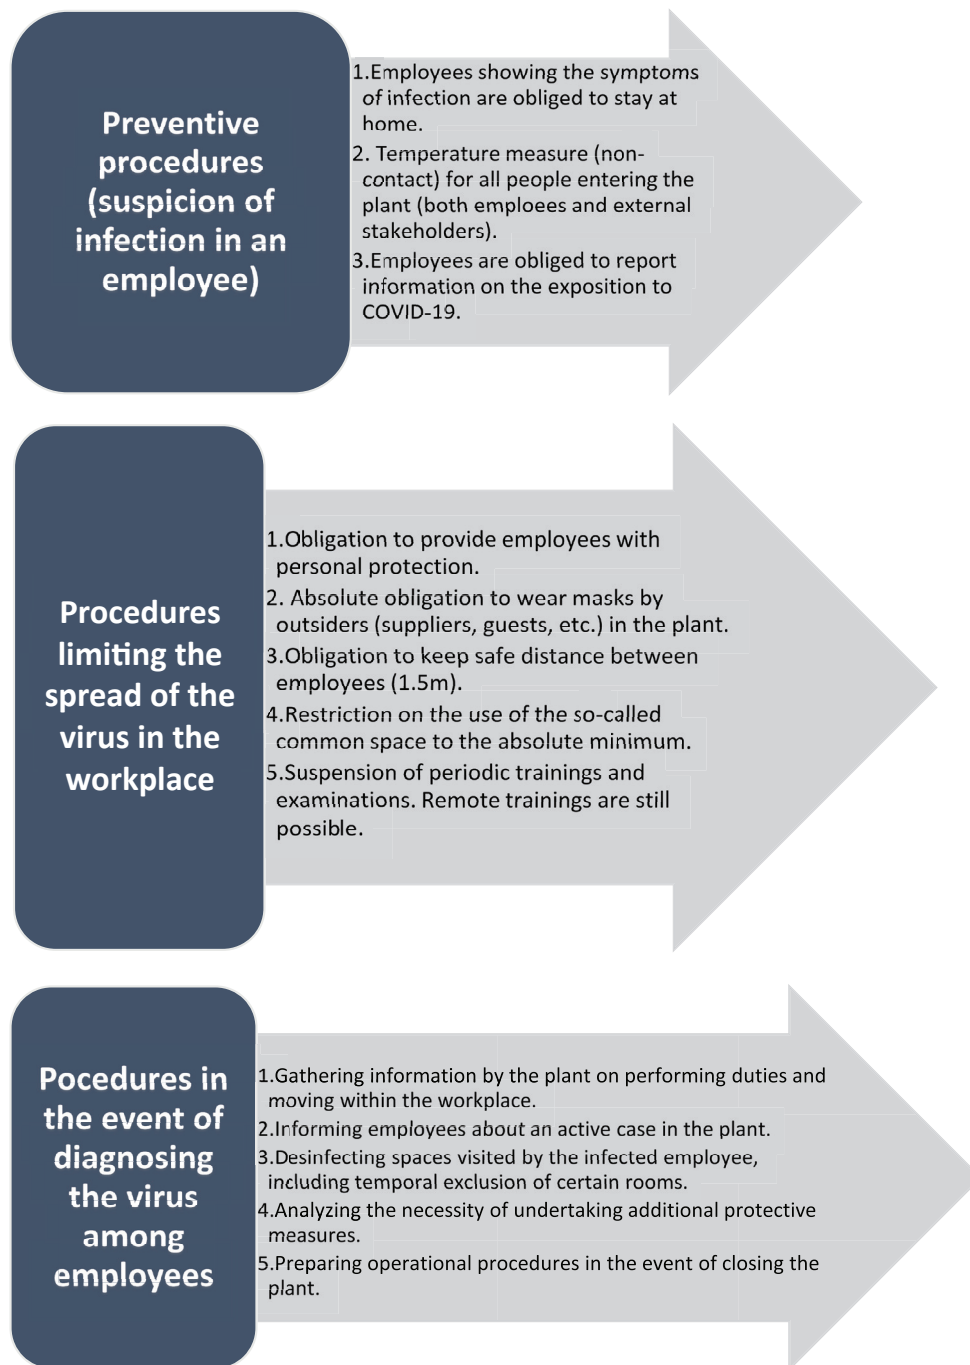 Preventive
procedures
(suspicion of
infection in an
employee)
1.Employees showing the symptoms
of infection are obliged to stay at
home.
2. Temperature measure (non-
contact) for all people entering the
plant (both emploees and external
stakeholders).
3.Employees are obliged to report
information on the exposition to
COVID-19.
Procedures
limiting the
spread of the
virus in the
workplace
1.Obligation to provide employees with
personal protection.
2. Absolute obligation to wear masks by
outsiders (suppliers, guests, etc.) in the plant.
3.Obligation to keep safe distance between
employees (1.5m).
4.Restriction on the use of the so-called
common space to the absolute minimum.
5.Suspension of periodic trainings and
examinations. Remote trainings are still
possible.
Pocedures in
the event of
diagnosing
the virus
among
employees
1.Gathering information by the plant on performing duties and
moving within the workplace.
2.Informing employees about an active case in the plant.
3.Desinfecting spaces visited by the infected employee,
including temporal exclusion of certain rooms.
4.Analyzing the necessity of undertaking additional protective
measures.
5.Preparing operational procedures in the event of closing the
plant.